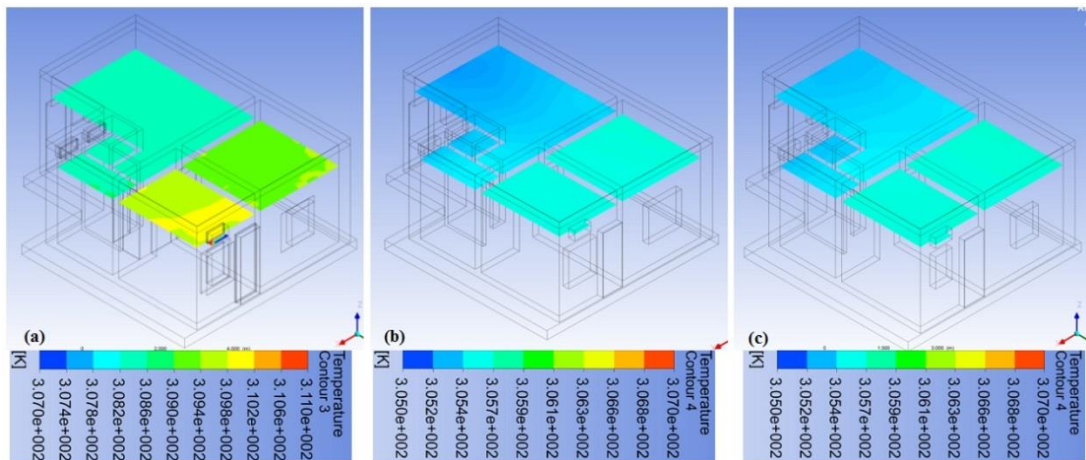 (a)
0 2.000 4.000 (m)
[K]
3.070e+002
3.074e+002
3.078e+002
3.082e+002
3.086e+002
3.090e+002
3.094e+002
3.098e+002
3.102e+002
3.106e+002
3.110e+002
Temperature
Contour 3
(b)
[K]
3.050e+002
3.052e+002
3.054e+002
3.057e+002
3.059e+002
3.061e+002
3.063e+002
3.066e+002
3.068e+002
3.070e+002
Temperature
Contour 4
(c)
[K]
3.050e+002
3.052e+002
3.054e+002
3.057e+002
3.059e+002
3.061e+002
3.063e+002
3.066e+002
3.068e+002
3.070e+002
Temperature
Contour 4